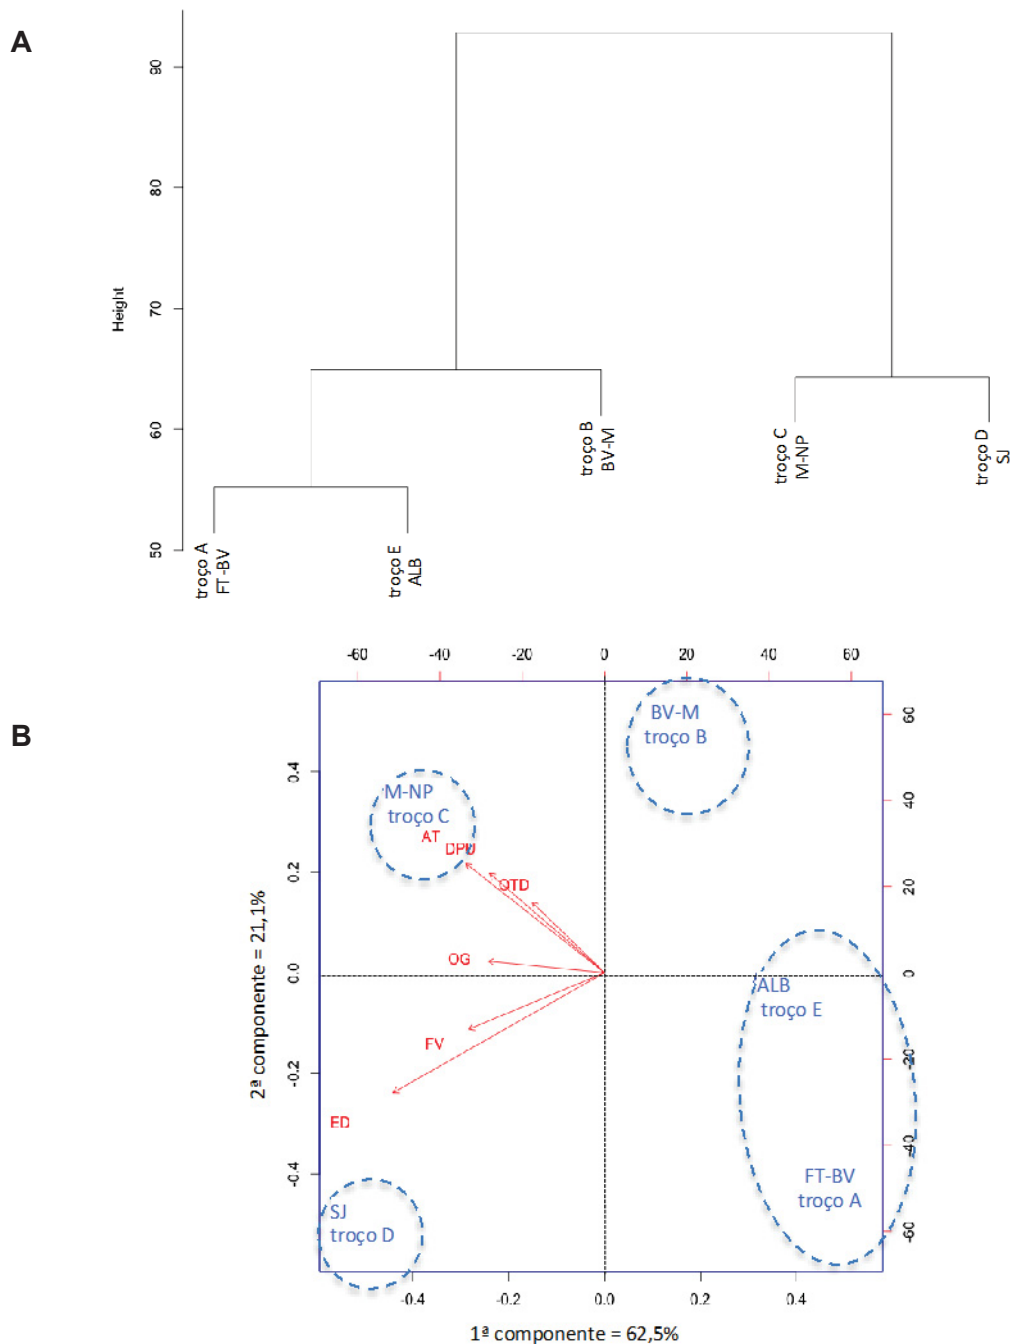 A
Height
90
80
70
60
50
troço A
FT-BV
troço E
ALB
troço B
BV-M
troço C
M-NP
troço D
SJ
B
-60
-40
-20
0
20
40
60
BV-M
troço B
M-NP
troço C
AT
DPU
OTD
OG
FV
ED
SJ
troço D
ALB
troço E
FT-BV
troço A
0.4
0.2
0.0
-0.2
-0.4
60
40
20
0
-20
-40
-60
-0.4
-0.2
0.0
0.2
0.4
2ª componente = 21,1%
1ª componente = 62,5%